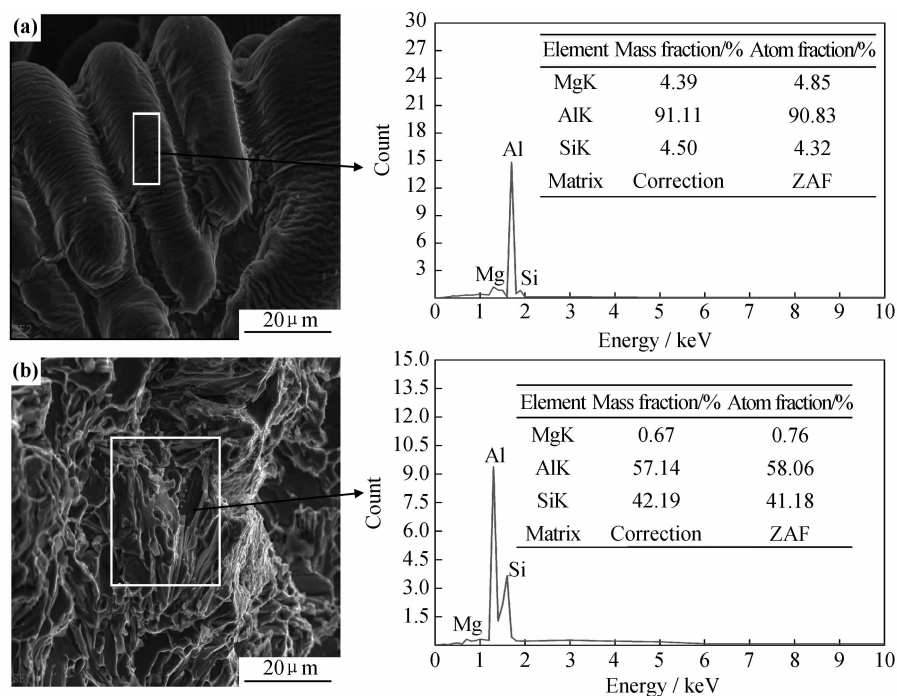 (a)
20μm
Count
30
27
24
21
18
15
12
9
6
3
Element Mass fraction/% Atom fraction/%
MgK 4.39 4.85
AlK 91.11 90.83
SiK 4.50 4.32
Matrix Correction ZAF
Al
Mg Si
0 1 2 3 4 5 6 7 8 9 10
Energy / keV
(b)
20μm
Count
15.0
13.5
12.0
10.5
9.0
7.5
6.0
4.5
3.0
1.5
Element Mass fraction/% Atom fraction/%
MgK 0.67 0.76
AlK 57.14 58.06
SiK 42.19 41.18
Matrix Correction ZAF
Al
Si
Mg
0 1 2 3 4 5 6 7 8 9 10
Energy / keV